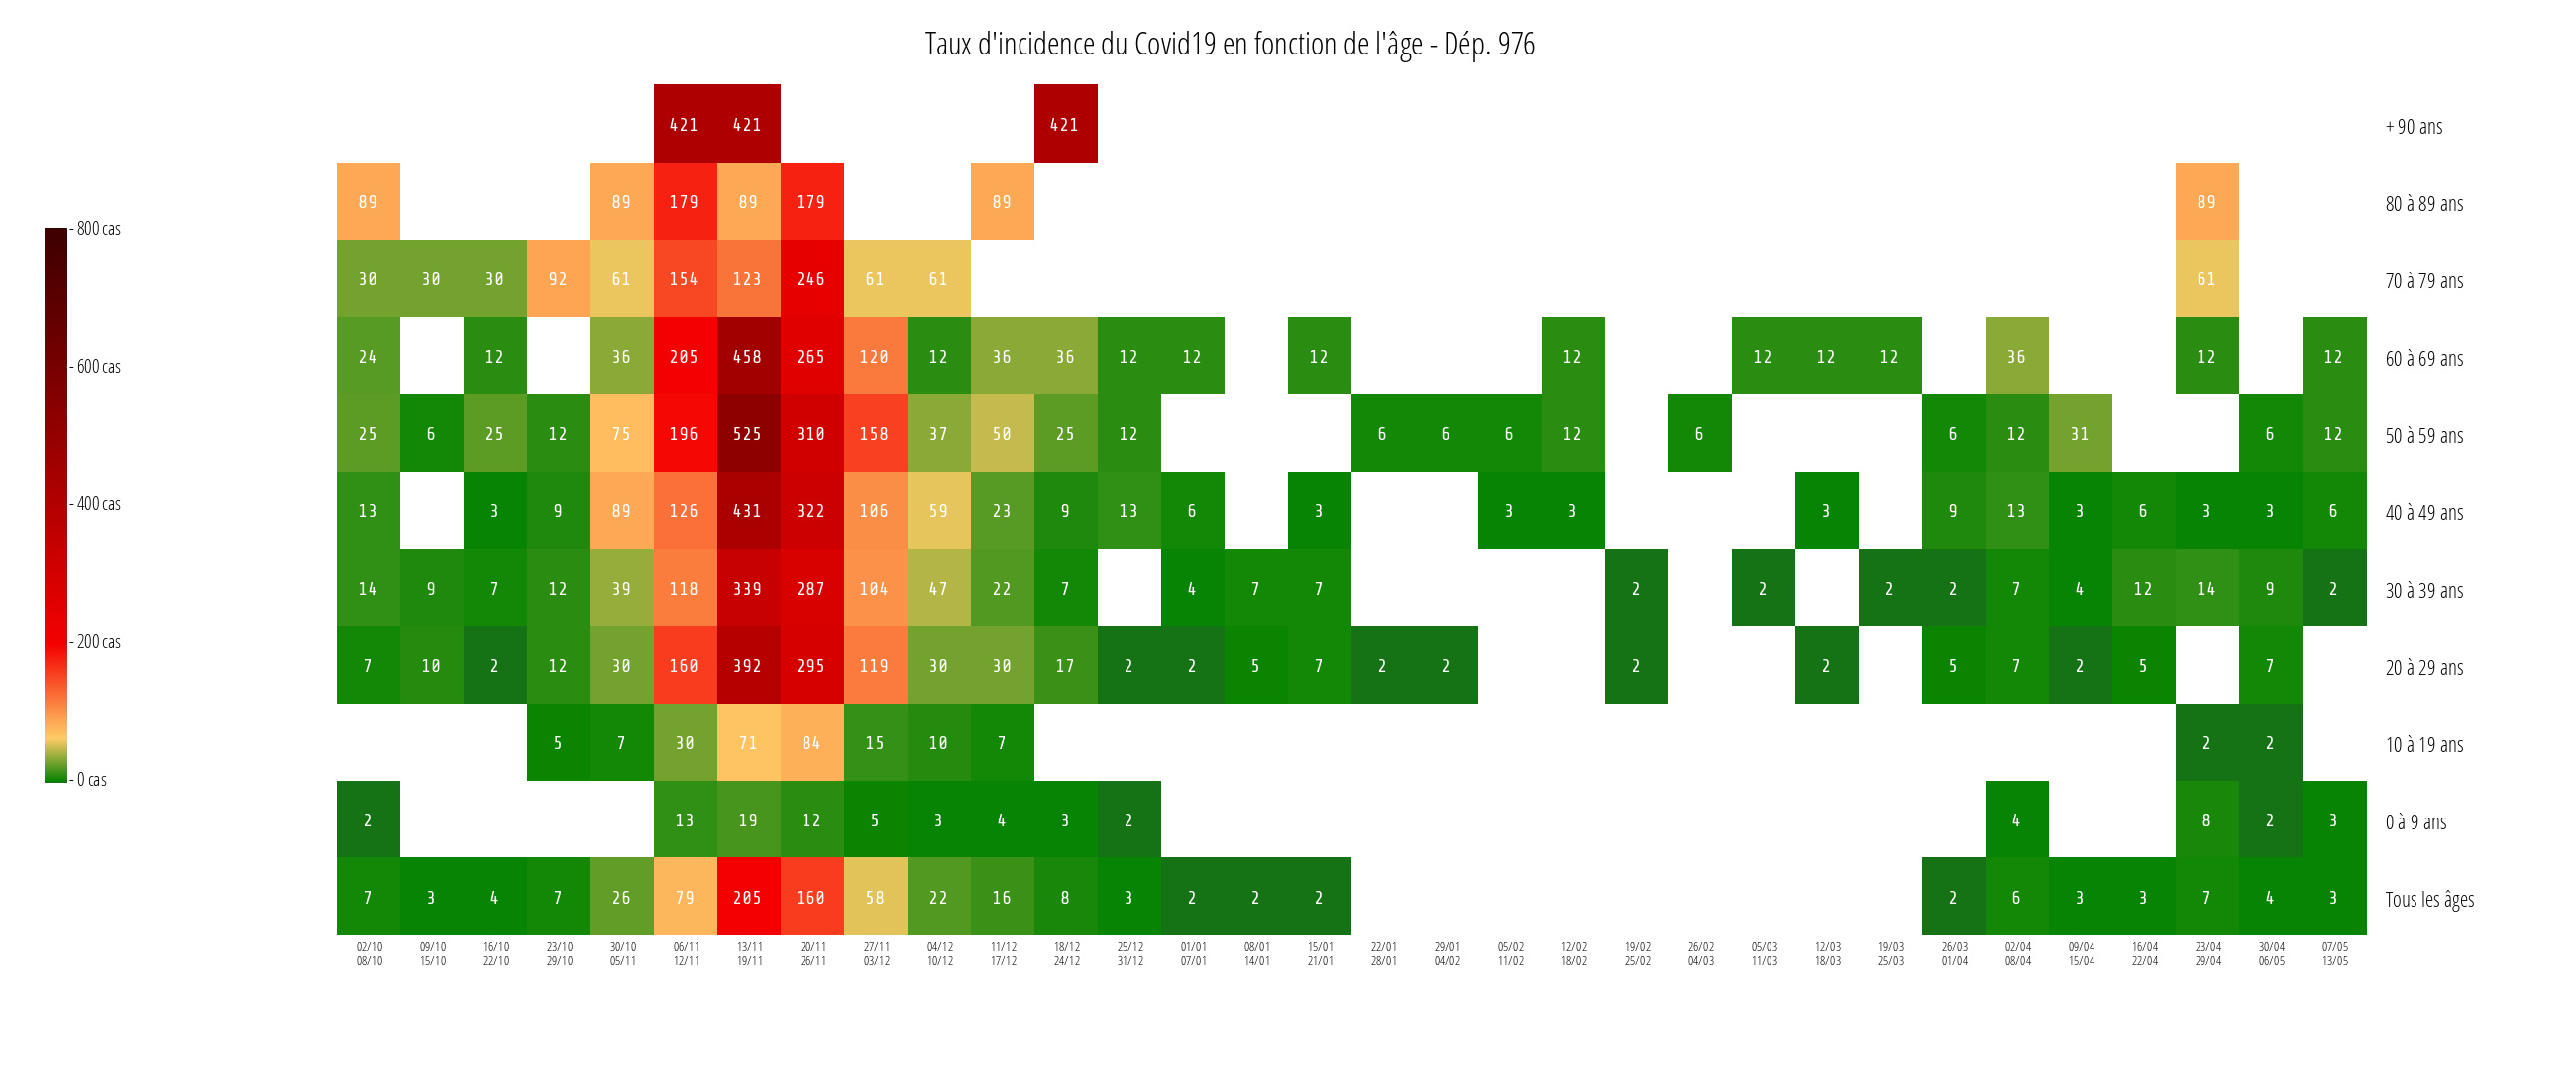 Taux d'incidence du Covid19 en fonction de l'âge - Dép. 976
- 800 cas
- 600 cas
- 400 cas
- 200 cas
- 0 cas
421 421 421 + 90 ans
89 89 179 89 179 89 89 80 à 89 ans
30 30 30 92 61 154 123 246 61 61 61 70 à 79 ans
24 12 36 205 458 265 120 12 36 36 12 12 12 12 12 12 12 36 12 12 60 à 69 ans
25 6 25 12 75 196 525 310 158 37 50 25 12 6 6 6 12 6 6 12 31 6 12 50 à 59 ans
13 3 9 89 126 431 322 106 59 23 9 13 6 3 3 3 3 9 13 3 6 3 3 6 40 à 49 ans
14 9 7 12 39 118 339 287 104 47 22 7 4 7 7 2 2 2 2 7 4 12 14 9 2 30 à 39 ans
7 10 2 12 30 160 392 295 119 30 30 17 2 2 5 7 2 2 2 2 5 7 2 5 7 20 à 29 ans
5 7 30 71 84 15 10 7 2 2 10 à 19 ans
2 13 19 12 5 3 4 3 2 4 8 2 3 0 à 9 ans
7 3 4 7 26 79 205 160 58 22 16 8 3 2 2 2 2 6 3 3 7 4 3 Tous les âges
02/10 09/10 16/10 23/10 30/10 06/11 13/11 20/11 27/11 04/12 11/12 18/12 25/12 01/01 08/01 15/01 22/01 29/01 05/02 12/02 19/02 26/02 05/03 12/03 19/03 26/03 02/04 09/04 16/04 23/04 30/04 07/05
08/10 15/10 22/10 29/10 05/11 12/11 19/11 26/11 03/12 10/12 17/12 24/12 31/12 07/01 14/01 21/01 28/01 04/02 11/02 18/02 25/02 04/03 11/03 18/03 25/03 01/04 08/04 15/04 22/04 29/04 06/05 13/05